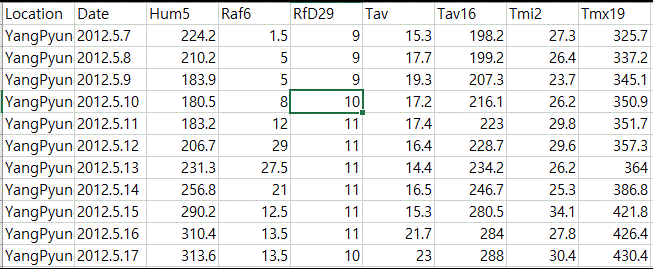 Location Date Hum5 Raf6 RfD29 Tav Tav16 Tmi2 Tmx19
YangPyun 2012.5.7 224.2 1.5 9 15.3 198.2 27.3 325.7
YangPyun 2012.5.8 210.2 5 9 17.7 199.2 26.4 337.2
YangPyun 2012.5.9 183.9 5 9 19.3 207.3 23.7 345.1
YangPyun 2012.5.10 180.5 8 10 17.2 216.1 26.2 350.9
YangPyun 2012.5.11 183.2 12 11 17.4 223 29.8 351.7
YangPyun 2012.5.12 206.7 29 11 16.4 228.7 29.6 357.3
YangPyun 2012.5.13 231.3 27.5 11 14.4 234.2 26.2 364
YangPyun 2012.5.14 256.8 21 11 16.5 246.7 25.3 386.8
YangPyun 2012.5.15 290.2 12.5 11 15.3 280.5 34.1 421.8
YangPyun 2012.5.16 310.4 13.5 11 21.7 284 27.8 426.4
YangPyun 2012.5.17 313.6 13.5 10 23 288 30.4 430.4